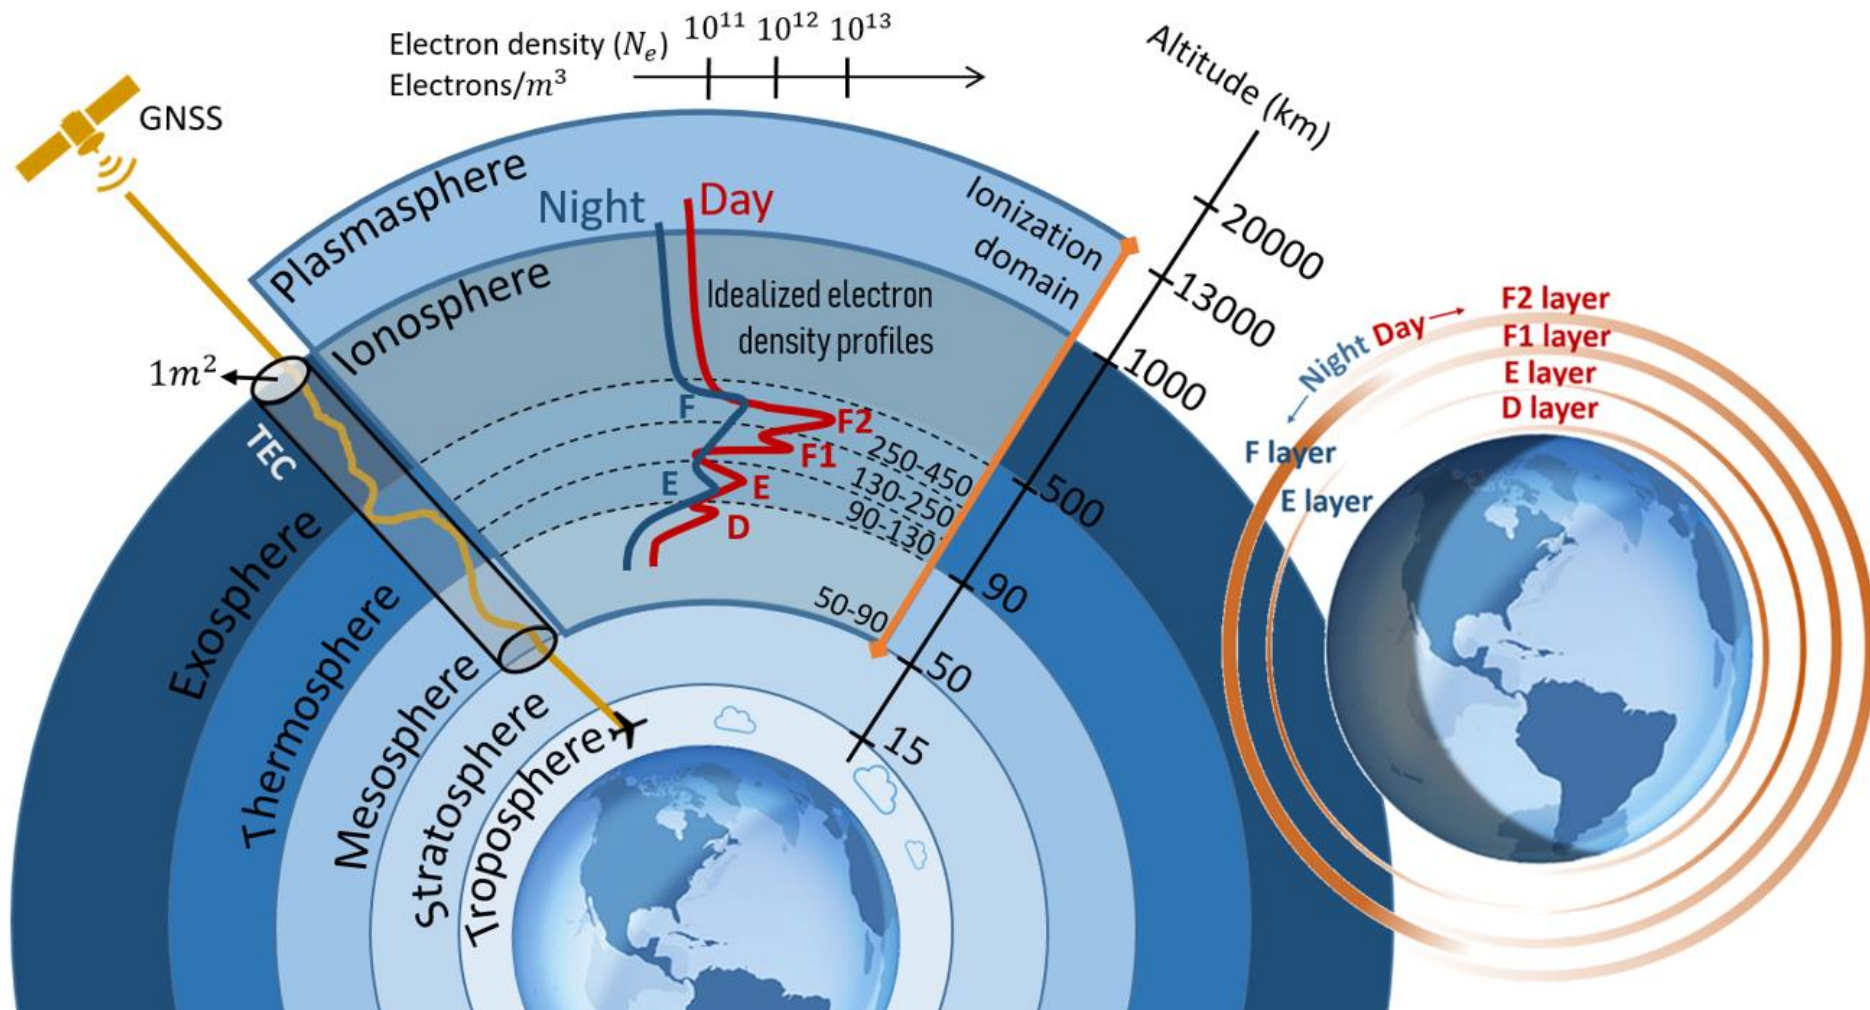 Electron density (Nₑ)
Electrons/m³
10¹¹ 10¹² 10¹³
Altitude (km)
GNSS
Plasmasphere
Night
Day
Ionization
domain
20000
13000
1000
500
90
50
15
Ionosphere
Idealized electron
density profiles
1m²
TEC
F
F2
F1
E
E
D
250-450
130-250
90-130
50-90
Exosphere
Thermosphere
Mesosphere
Stratosphere
Troposphere
Night Day
F2 layer
F1 layer
E layer
D layer
F layer
E layer